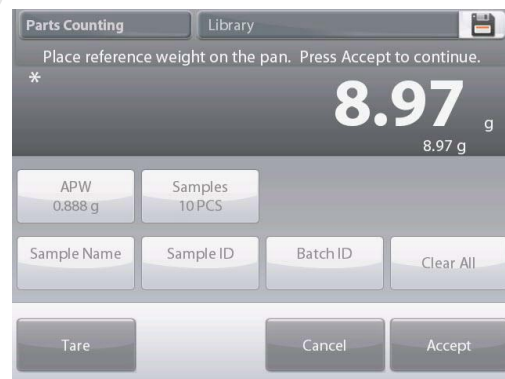 Parts Counting Library
Place reference weight on the pan. Press Accept to continue.
*
8.97 g
8.97 g
APW Samples
0.888 g 10 PCS
Sample Name Sample ID Batch ID Clear All
Tare Cancel Accept